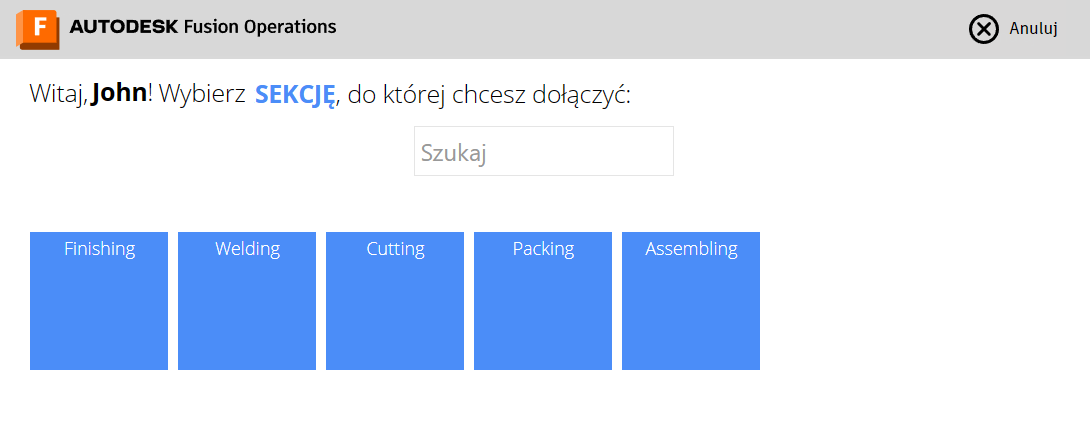 F AUTODESK Fusion Operations Anuluj
Witaj, John! Wybierz SEKCJĘ, do której chcesz dołączyć:
Szukaj
Finishing Welding Cutting Packing Assembling